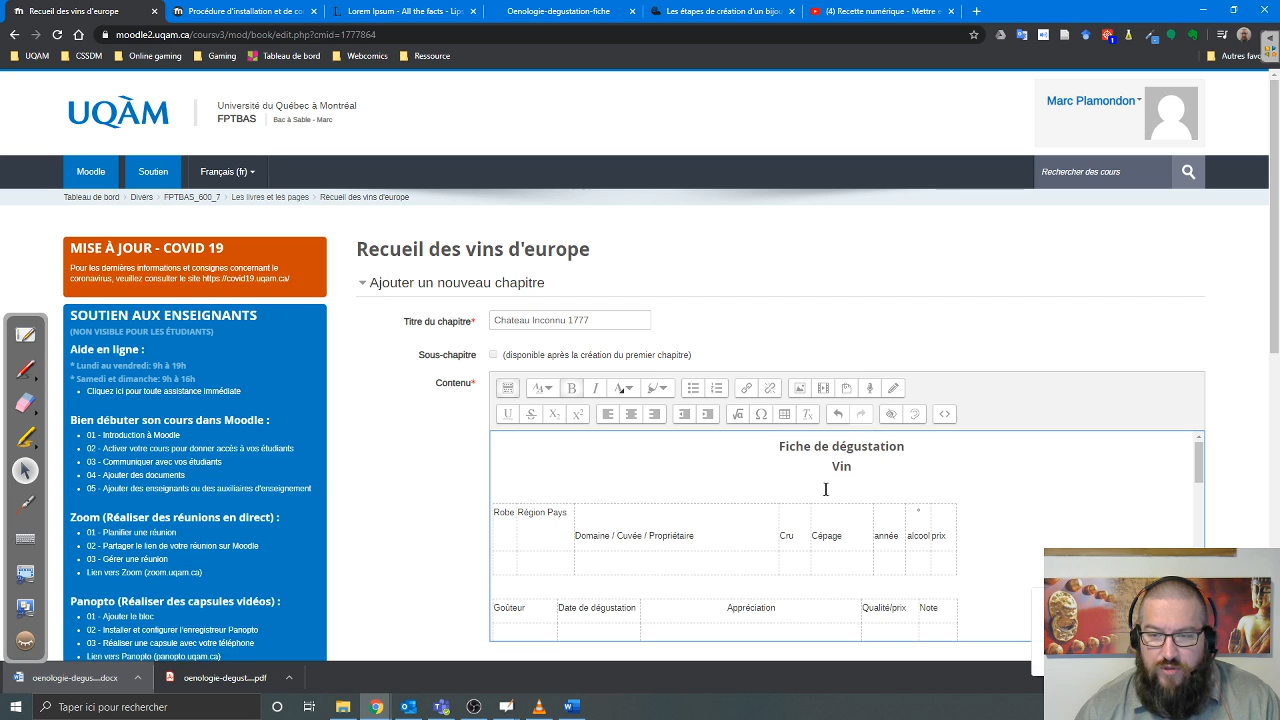 Recueil des vins d'europe
Procédure d'installation et de co
Lorem Ipsum - All the facts - Lips
Oenologie-degustation-fiche
Les étapes de création d'un bijou
(4) Recette numérique - Mettre e
moodle2.uqam.ca/coursv3/mod/book/edit.php?cmid=1777864
UQAM
CSSDM
Online gaming
Gaming
Tableau de bord
Webcomics
Ressource
Autres favo
UQÀM
Université du Québec à Montréal
FPTBAS
Bac à Sable - Marc
Marc Plamondon
Moodle
Soutien
Français (fr)
Rechercher des cours
Tableau de bord > Divers > FPTBAS_600_7 > Les livres et les pages > Recueil des vins d'europe
MISE À JOUR - COVID 19
Pour les dernières informations et consignes concernant le
coronavirus, veuillez consulter le site https://covid19.uqam.ca/
SOUTIEN AUX ENSEIGNANTS
(NON VISIBLE POUR LES ÉTUDIANTS)
Aide en ligne :
* Lundi au vendredi: 9h à 19h
* Samedi et dimanche: 9h à 16h
Cliquez ici pour toute assistance immédiate
Bien débuter son cours dans Moodle :
01 - Introduction à Moodle
02 - Activer votre cours pour donner accès à vos étudiants
03 - Communiquer avec vos étudiants
04 - Ajouter des documents
05 - Ajouter des enseignants ou des auxiliaires d'enseignement
Zoom (Réaliser des réunions en direct) :
01 - Planifier une réunion
02 - Partager le lien de votre réunion sur Moodle
03 - Gérer une réunion
Lien vers Zoom (zoom.uqam.ca)
Panopto (Réaliser des capsules vidéos) :
01 - Ajouter le bloc
02 - Installer et configurer l'enregistreur Panopto
03 - Réaliser une capsule avec votre téléphone
Lien vers Panopto (panopto.uqam.ca)
Recueil des vins d'europe
Ajouter un nouveau chapitre
Titre du chapitre*
Chateau Inconnu 1777
Sous-chapitre
(disponible après la création du premier chapitre)
Contenu*
Fiche de dégustation
Vin
Robe
Région Pays
Domaine / Cuvée / Propriétaire
Cru
Cépage
année
°
alcool
prix
Goûteur
Date de dégustation
Appréciation
Qualité/prix
Note
oenologie-degus....docx
oenologie-degust....pdf
Taper ici pour rechercher